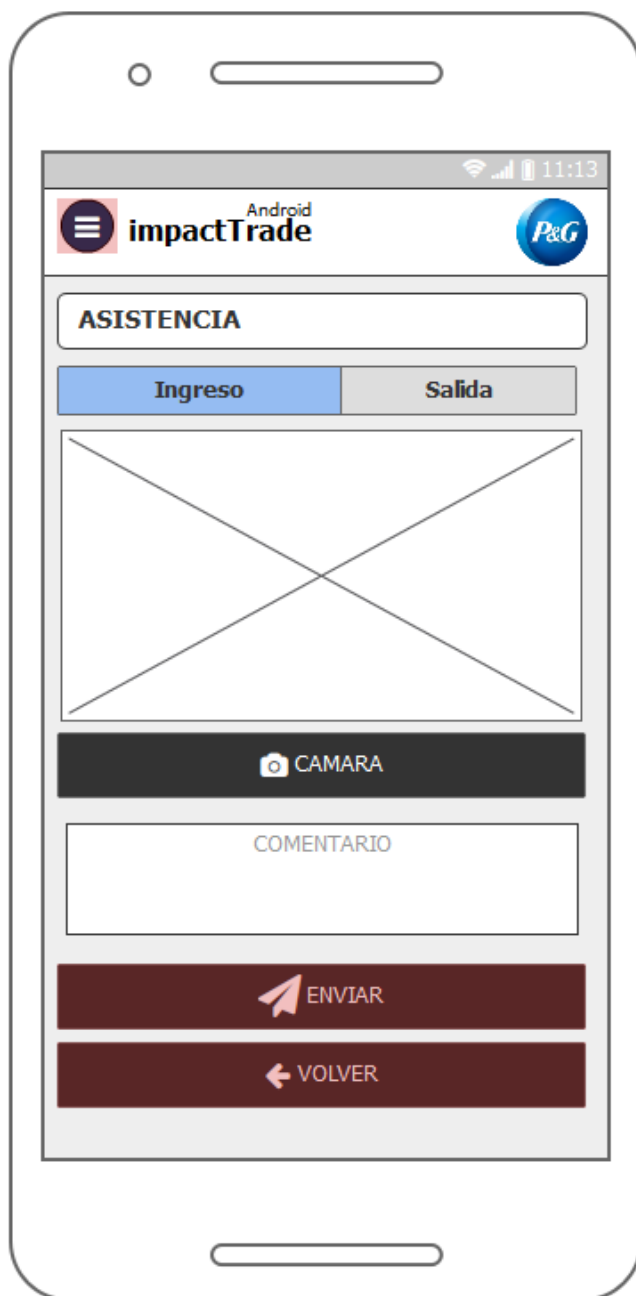 11:13
Android
impactTrade
P&G
ASISTENCIA
Ingreso Salida
CAMARA
COMENTARIO
ENVIAR
VOLVER